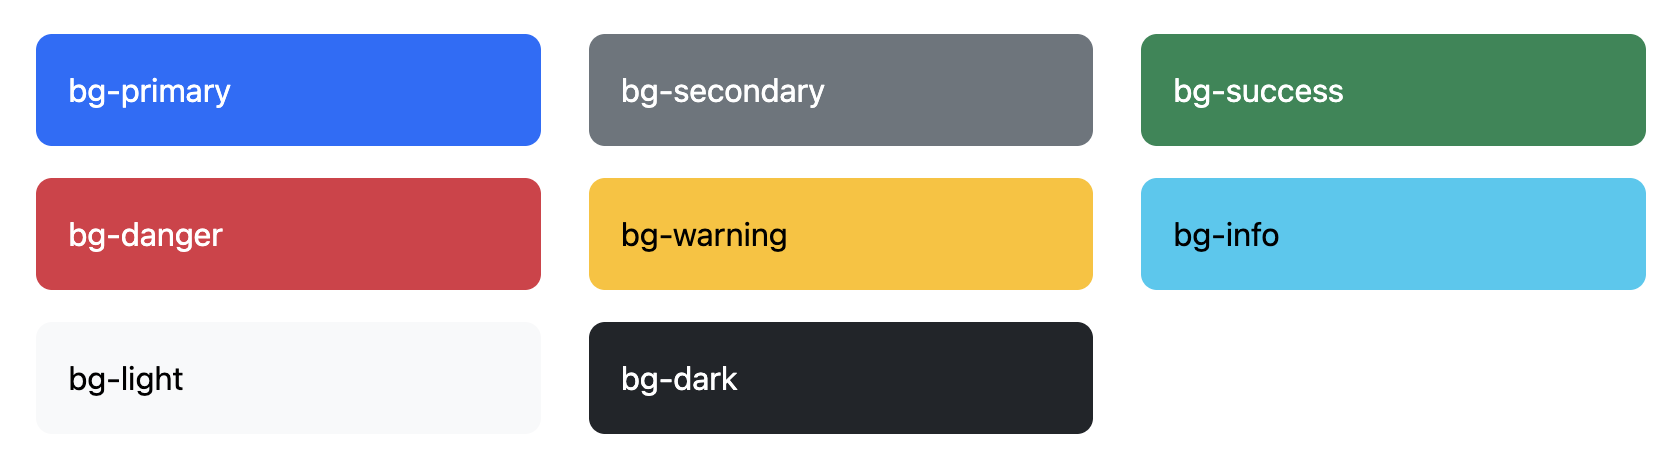 bg-primary
bg-secondary
bg-success
bg-danger
bg-warning
bg-info
bg-light
bg-dark